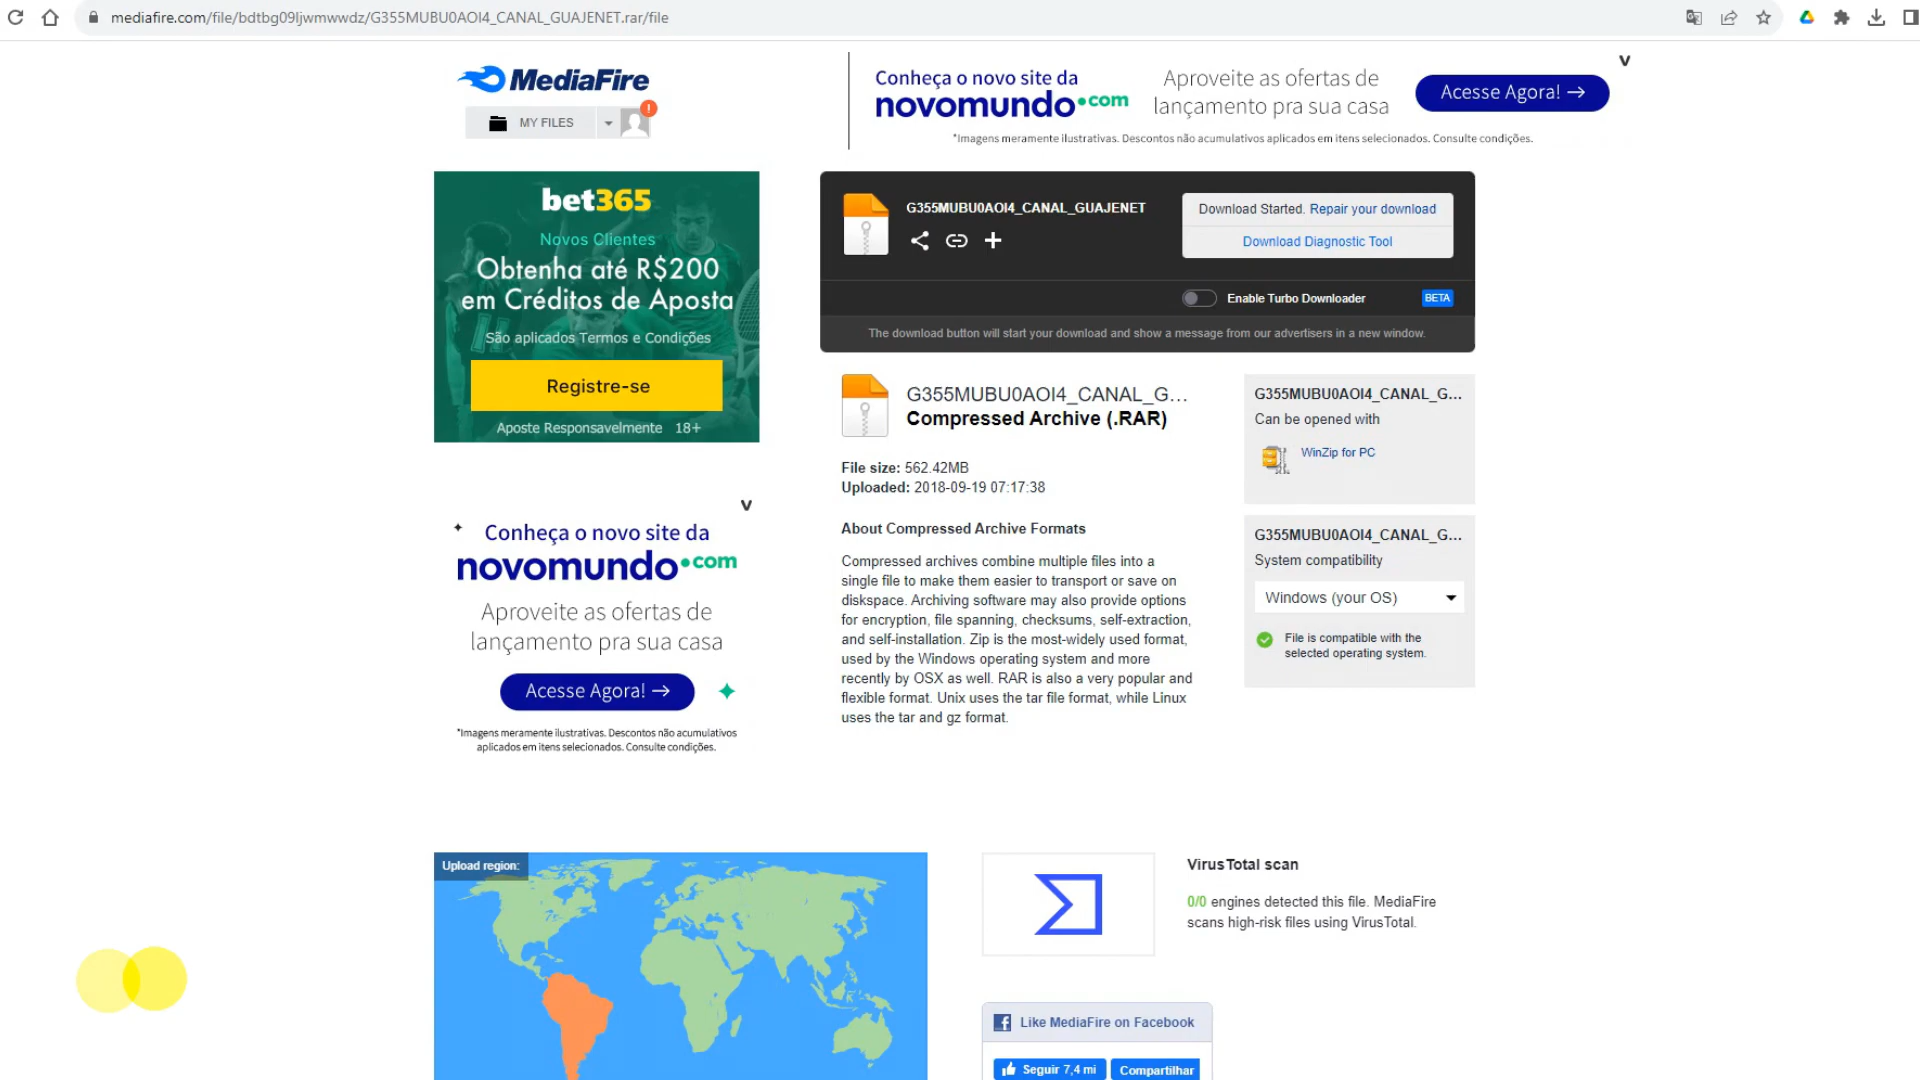 mediafire.com/file/bdtbg09ljwmwwdz/G355MUBU0AOI4_CANAL_GUAJENET.rar/file
MediaFire
MY FILES
!
Conheça o novo site da
novomundo.com
Aproveite as ofertas de
lançamento pra sua casa
Acesse Agora! →
*Imagens meramente ilustrativas. Descontos não acumulativos aplicados em itens selecionados. Consulte condições.
bet365
Novos Clientes
Obtenha até R$200
em Créditos de Aposta
São aplicados Termos e Condições
Registre-se
Aposte Responsavelmente 18+
G355MUBU0AOI4_CANAL_GUAJENET
Download Started. Repair your download
Download Diagnostic Tool
Enable Turbo Downloader
BETA
The download button will start your download and show a message from our advertisers in a new window.
G355MUBU0AOI4_CANAL_G...
Compressed Archive (.RAR)
File size: 562.42MB
Uploaded: 2018-09-19 07:17:38
About Compressed Archive Formats
Compressed archives combine multiple files into a
single file to make them easier to transport or save on
diskspace. Archiving software may also provide options
for encryption, file spanning, checksums, self-extraction,
and self-installation. Zip is the most-widely used format,
used by the Windows operating system and more
recently by OSX as well. RAR is also a very popular and
flexible format. Unix uses the tar file format, while Linux
uses the tar and gz format.
G355MUBU0AOI4_CANAL_G...
Can be opened with
WinZip for PC
G355MUBU0AOI4_CANAL_G...
System compatibility
Windows (your OS)
File is compatible with the
selected operating system.
Conheça o novo site da
novomundo.com
Aproveite as ofertas de
lançamento pra sua casa
Acesse Agora! →
*Imagens meramente ilustrativas. Descontos não acumulativos
aplicados em itens selecionados. Consulte condições.
Upload region:
VirusTotal scan
0/0 engines detected this file. MediaFire
scans high-risk files using VirusTotal.
Like MediaFire on Facebook
Seguir 7,4 mi
Compartilhar